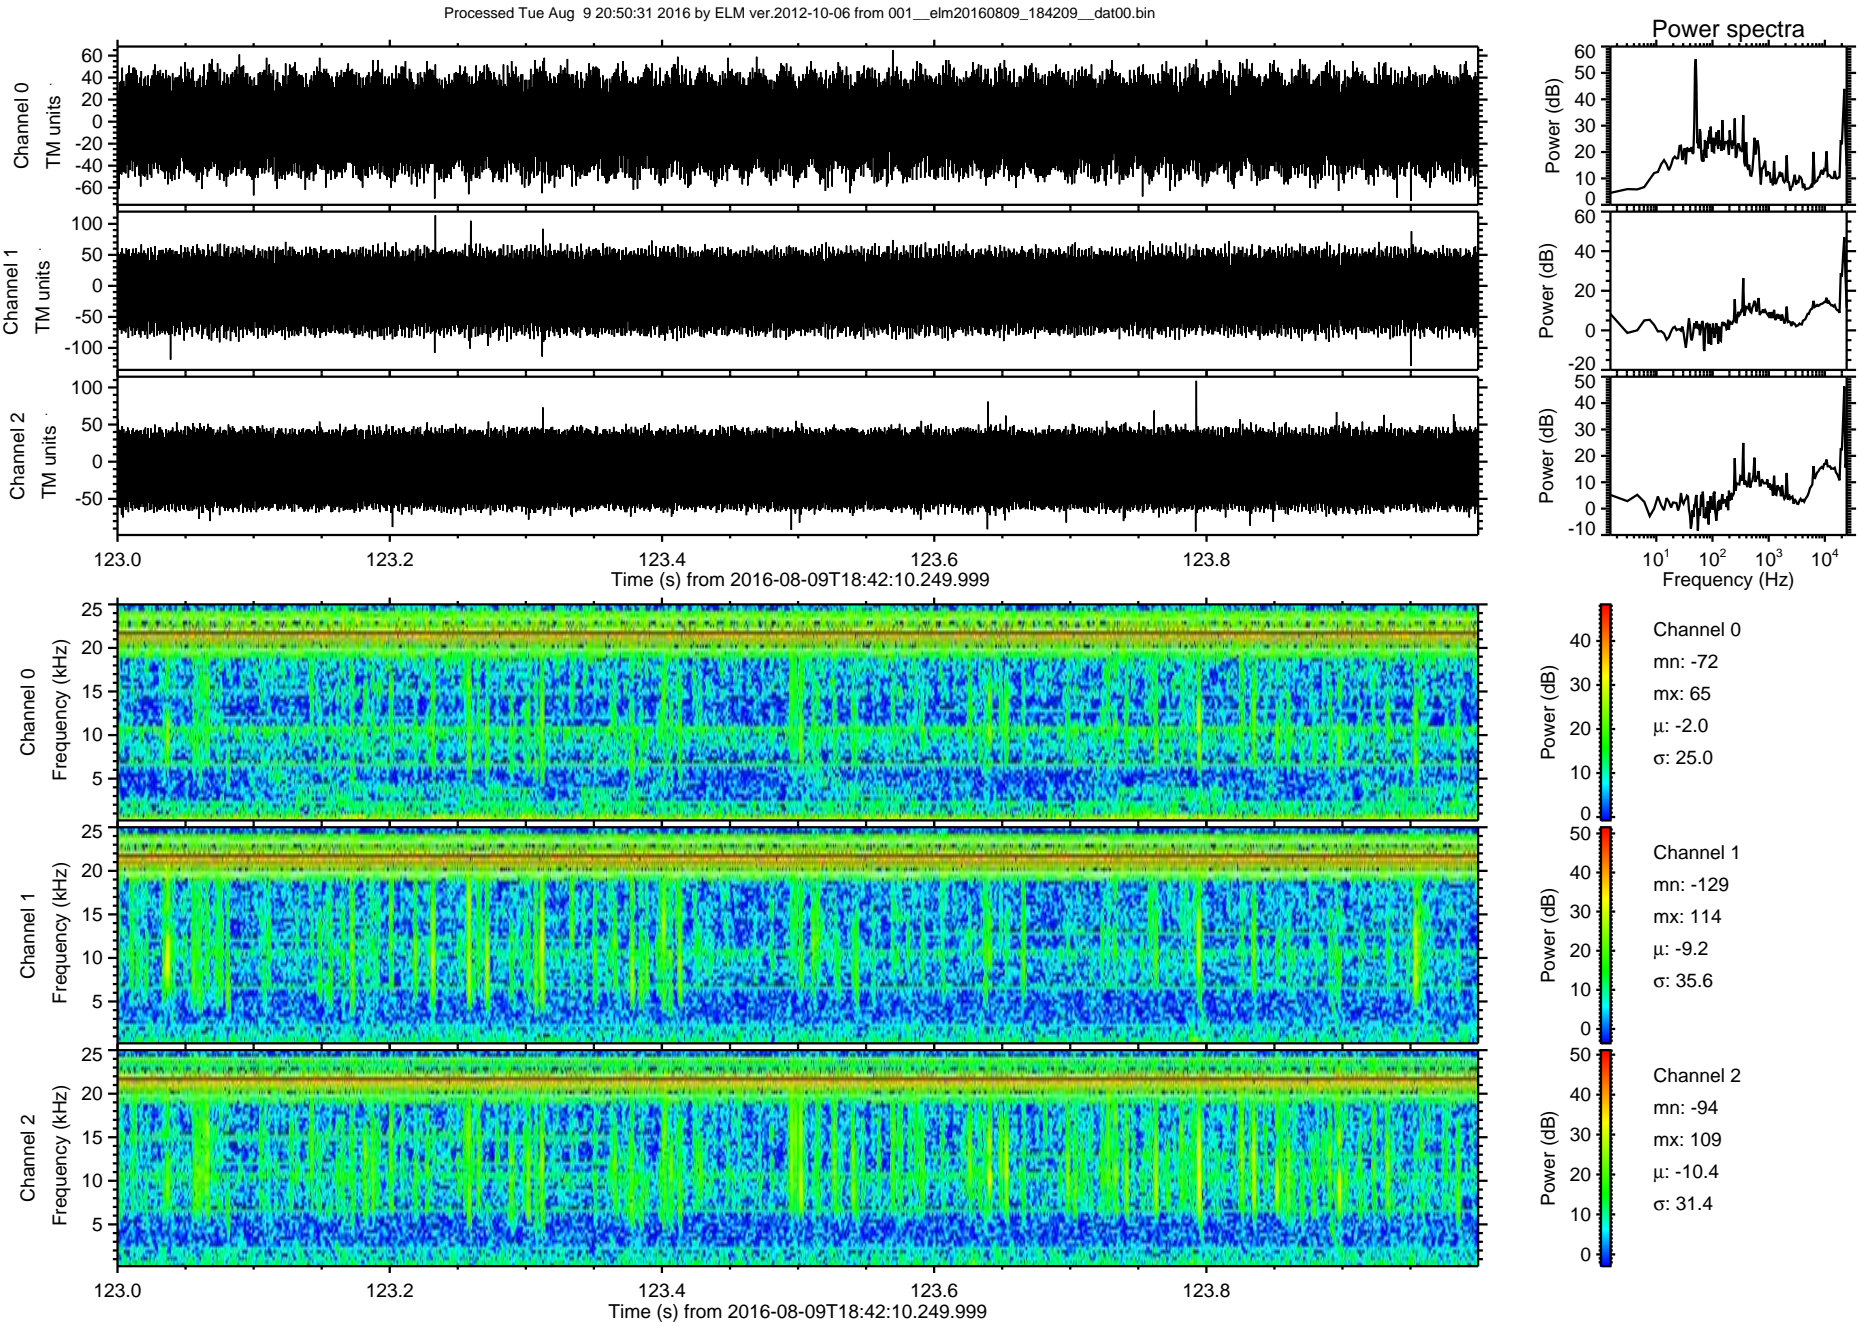 Processed Tue Aug  9 20:50:31 2016 by ELM ver.2012-10-06 from 001__elm20160809_184209__dat00.bin
Power spectra
Channel 0
TM units
60
40
20
0
-20
-40
-60
Power (dB)
60
50
40
30
20
10
0
Channel 1
TM units
100
50
0
-50
-100
Power (dB)
60
40
20
0
-20
Channel 2
TM units
100
50
0
-50
Power (dB)
50
40
30
20
10
0
-10
123.0 123.2 123.4 123.6 123.8
Time (s) from 2016-08-09T18:42:10.249.999
10^1 10^2 10^3 10^4
Frequency (Hz)
Channel 0
Frequency (kHz)
25
20
15
10
5
Power (dB)
40
30
20
10
0
Channel 0
mn: -72
mx: 65
μ: -2.0
σ: 25.0
Channel 1
Frequency (kHz)
25
20
15
10
5
Power (dB)
50
40
30
20
10
0
Channel 1
mn: -129
mx: 114
μ: -9.2
σ: 35.6
Channel 2
Frequency (kHz)
25
20
15
10
5
Power (dB)
50
40
30
20
10
0
Channel 2
mn: -94
mx: 109
μ: -10.4
σ: 31.4
123.0 123.2 123.4 123.6 123.8
Time (s) from 2016-08-09T18:42:10.249.999